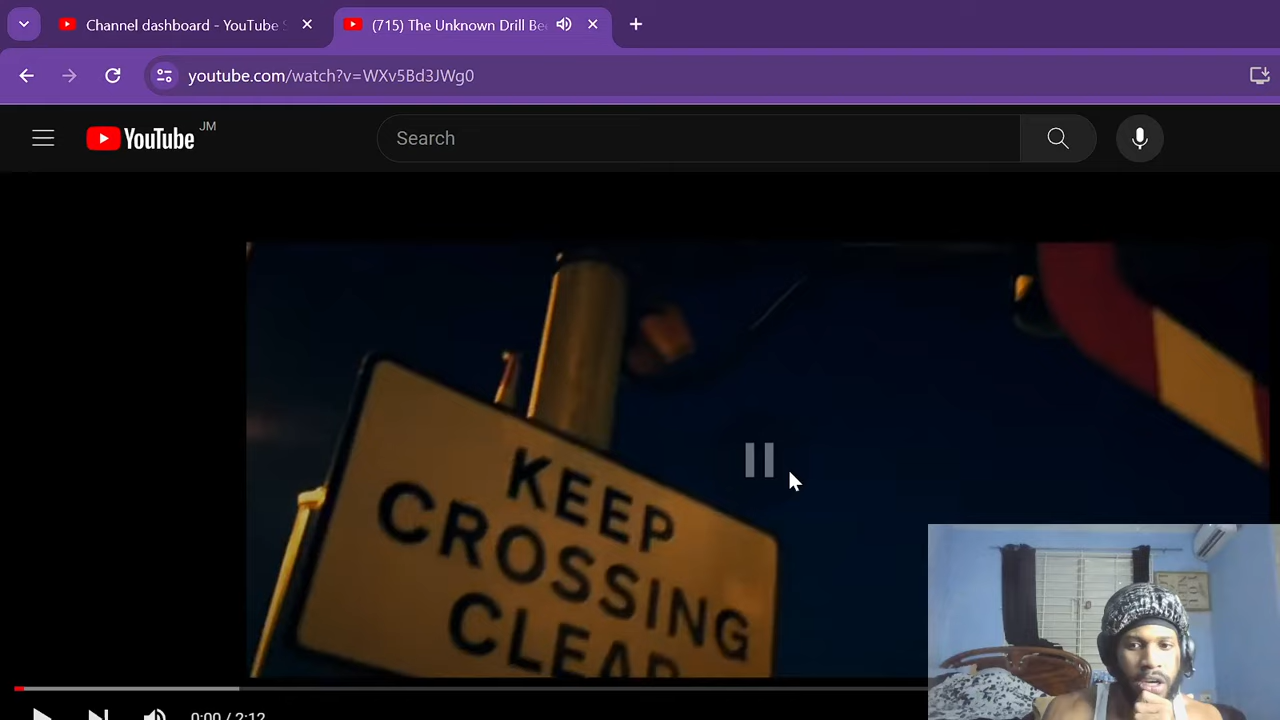 Channel dashboard - YouTube S
(715) The Unknown Drill Be
youtube.com/watch?v=WXv5Bd3JWg0
YouTube JM
Search
KEEP
CROSSING
CLEAR
0:00 / 2:12